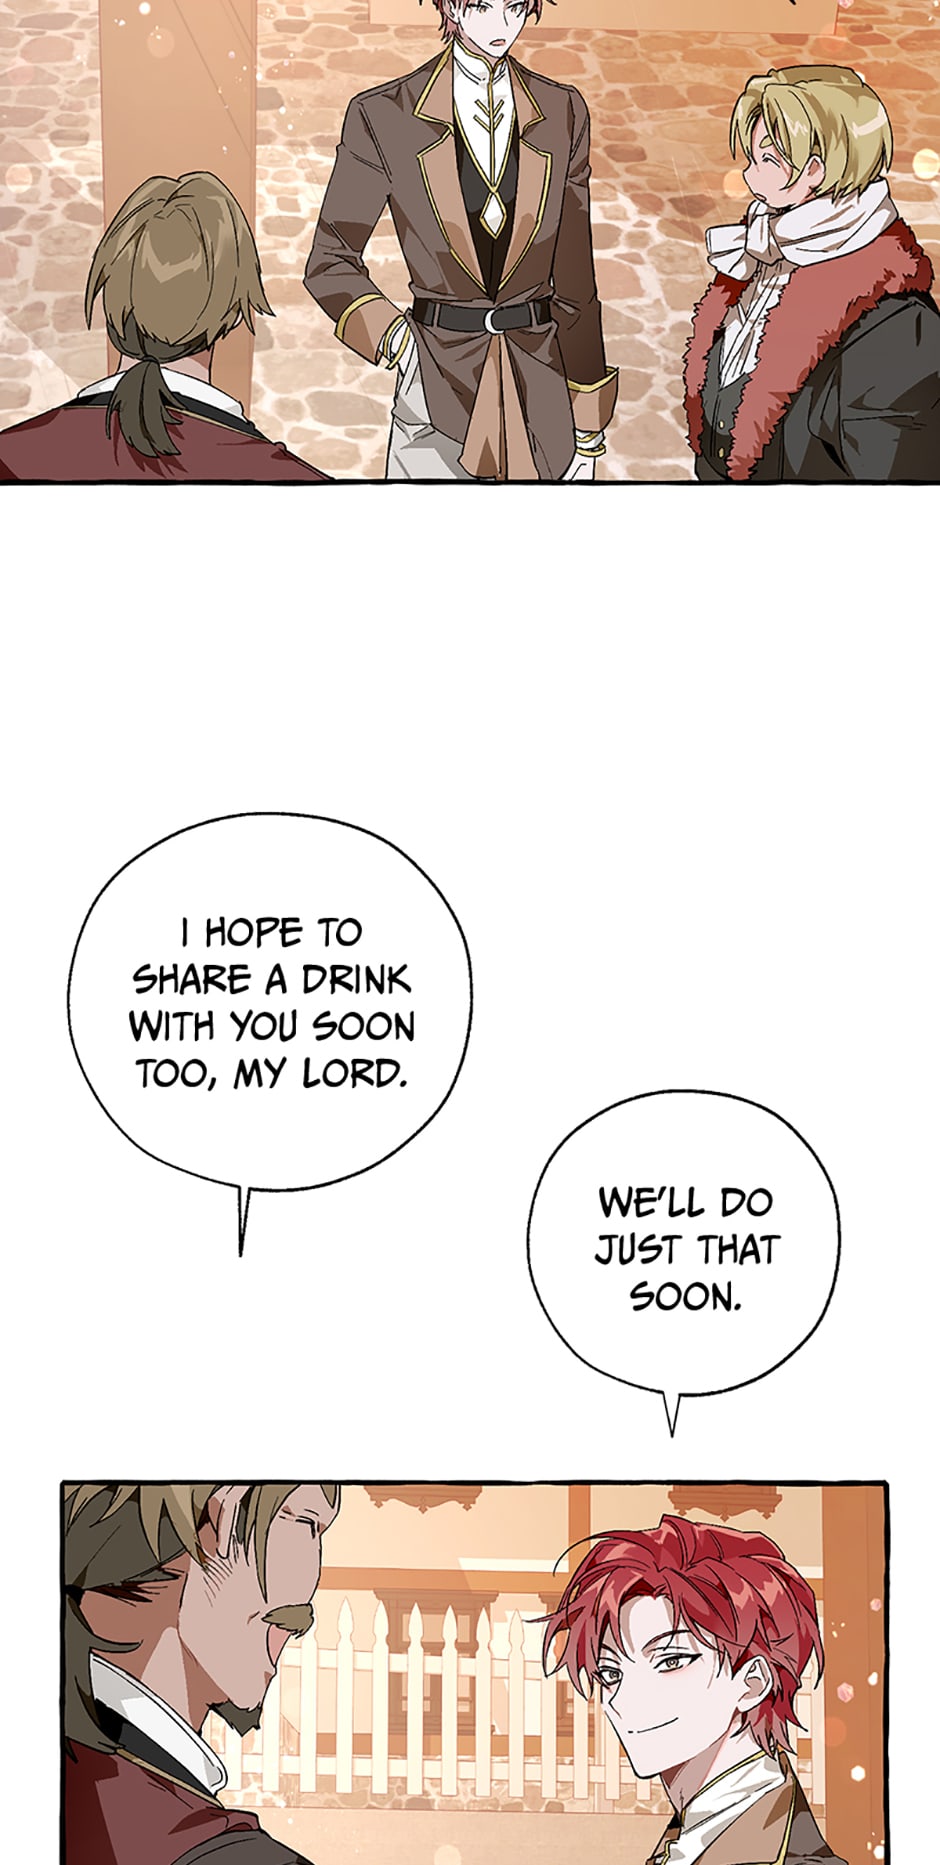 I HOPE TO
SHARE A DRINK
WITH YOU SOON
TOO, MY LORD.
WE'LL DO
JUST THAT
SOON.